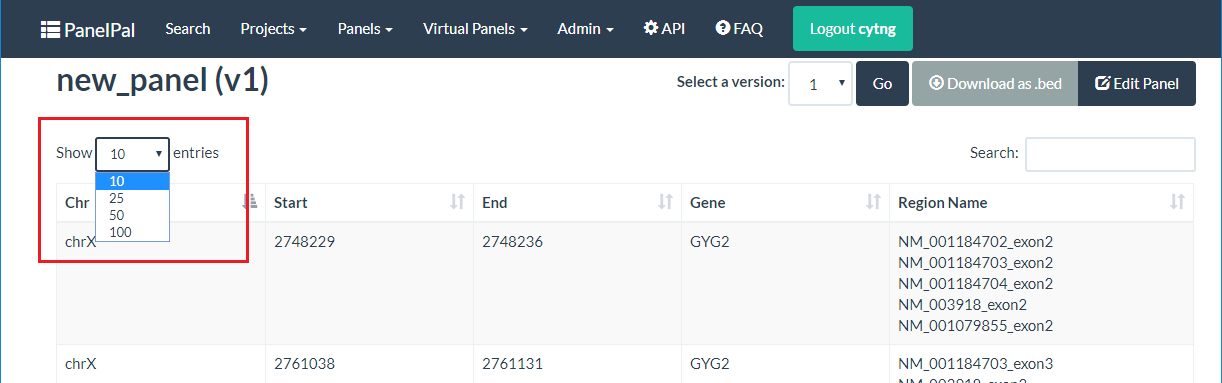 PanelPal Search Projects Panels Virtual Panels Admin API FAQ Logout cytng
new_panel (v1) Select a version: 1 Go Download as .bed Edit Panel
Show 10 entries Search:
10
25
50
100
Chr Start End Gene Region Name
chrX 2748229 2748236 GYG2 NM_001184702_exon2
NM_001184703_exon2
NM_001184704_exon2
NM_003918_exon2
NM_001079855_exon2
chrX 2761038 2761131 GYG2 NM_001184703_exon3